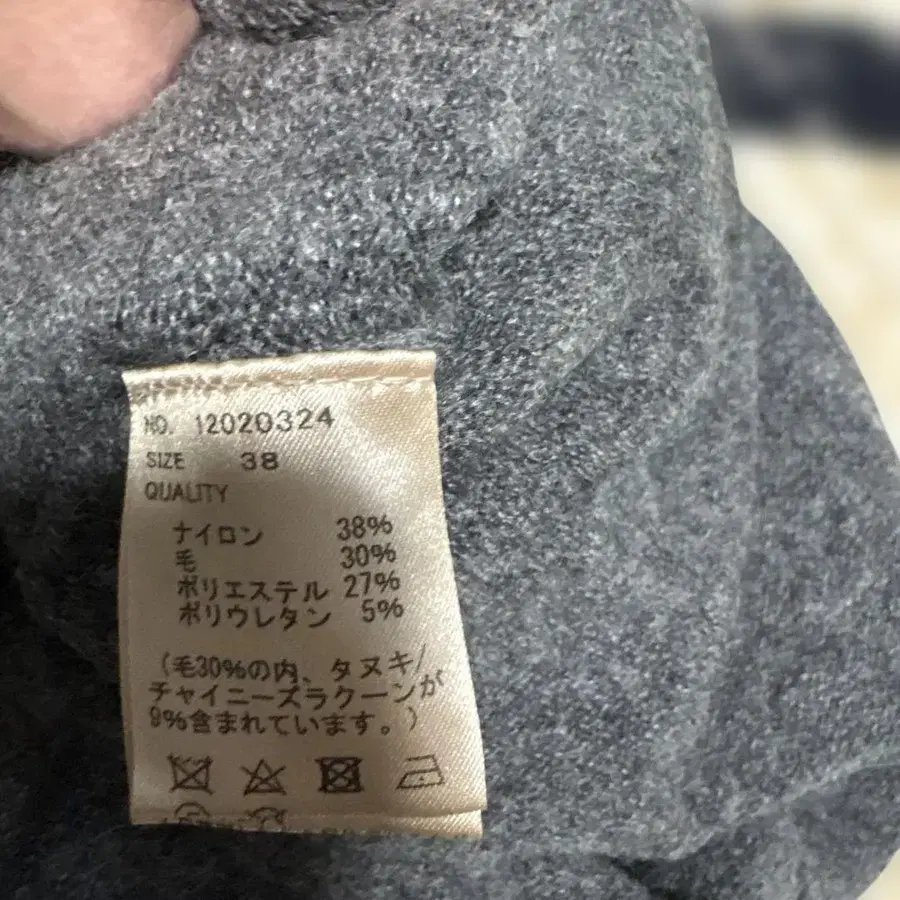 NO. 12020324
SIZE 38
QUALITY
ナイロン 38%
毛 30%
ポリエステル 27%
ポリウレタン 5%
(毛30%の内、タヌキ/
チャイニーズラクーンが
9%含まれています。)